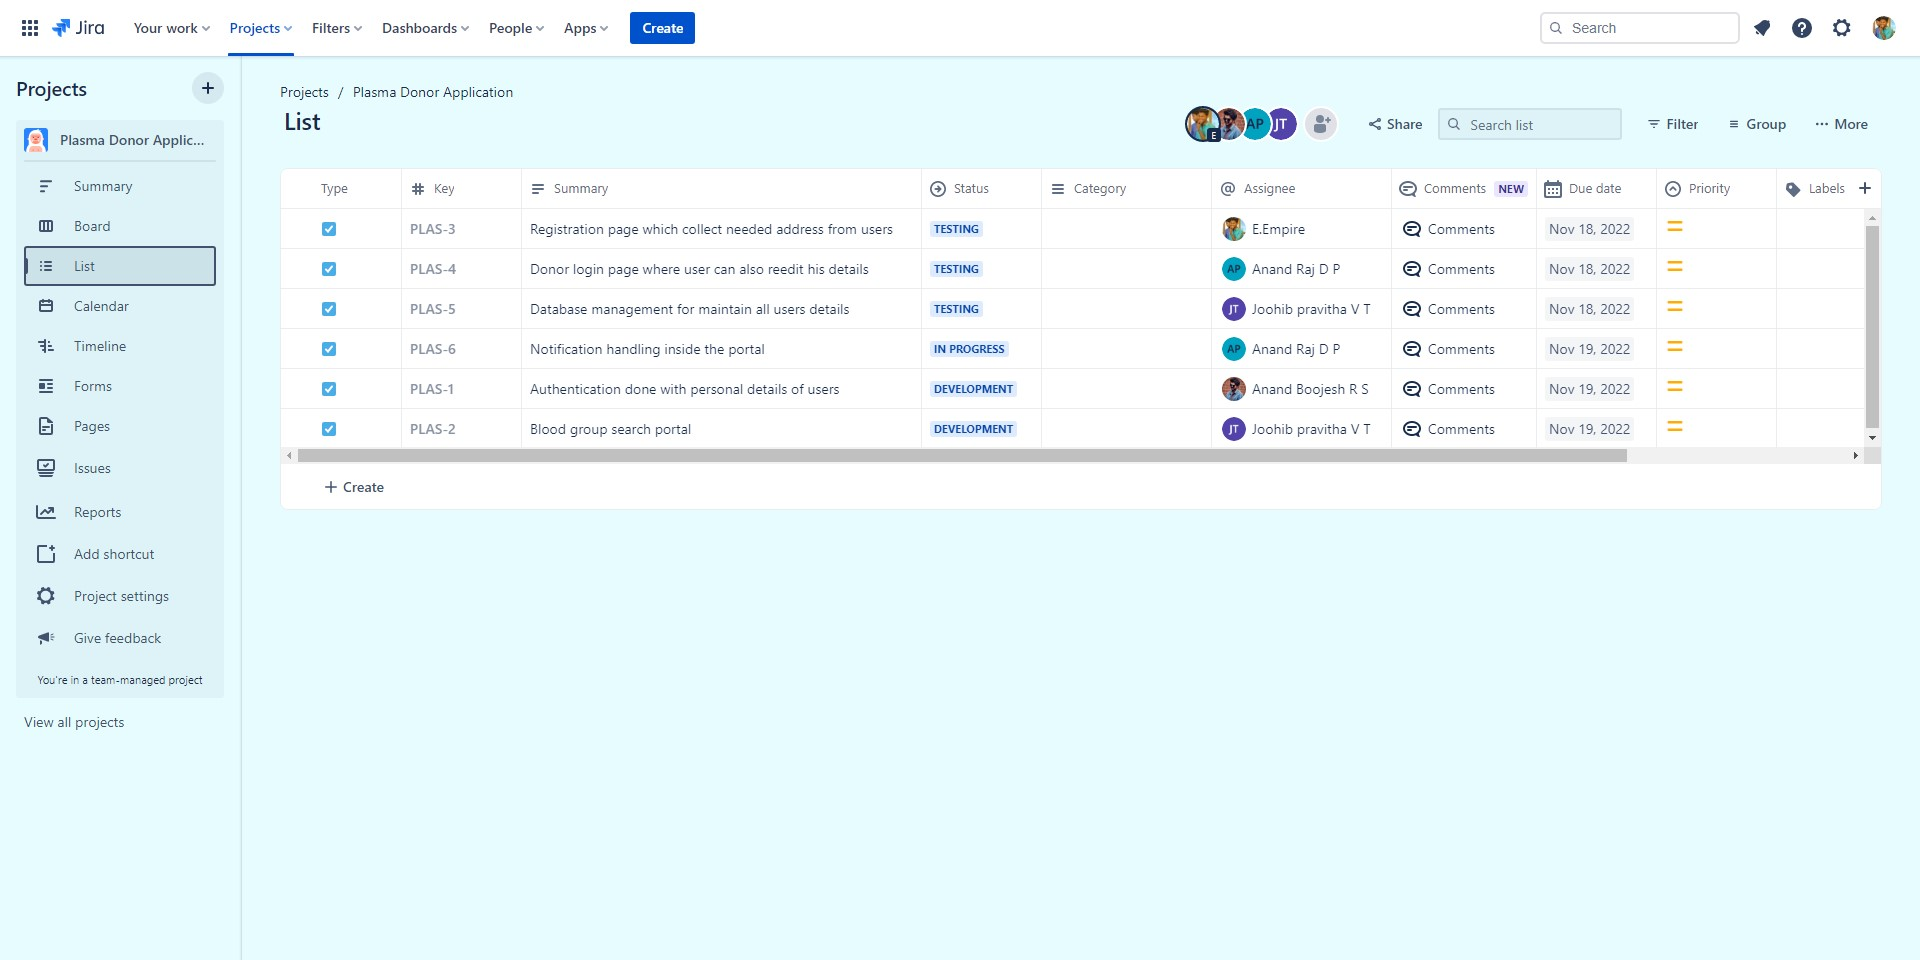 Jira Your work Projects Filters Dashboards People Apps Create Search
Projects
Plasma Donor Applic...
Summary
Board
List
Calendar
Timeline
Forms
Pages
Issues
Reports
Add shortcut
Project settings
Give feedback
You're in a team-managed project
View all projects
Projects / Plasma Donor Application
List
E AP JT Share Search list Filter Group More
Type Key Summary Status Category Assignee Comments NEW Due date Priority Labels
PLAS-3 Registration page which collect needed address from users TESTING E.Empire Comments Nov 18, 2022
PLAS-4 Donor login page where user can also reedit his details TESTING AP Anand Raj D P Comments Nov 18, 2022
PLAS-5 Database management for maintain all users details TESTING JT Joohib pravitha V T Comments Nov 18, 2022
PLAS-6 Notification handling inside the portal IN PROGRESS AP Anand Raj D P Comments Nov 19, 2022
PLAS-1 Authentication done with personal details of users DEVELOPMENT Anand Boojesh R S Comments Nov 19, 2022
PLAS-2 Blood group search portal DEVELOPMENT JT Joohib pravitha V T Comments Nov 19, 2022
+ Create